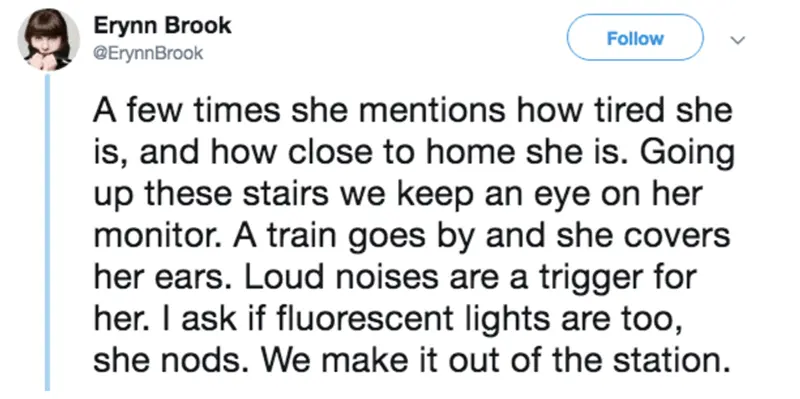 Erynn Brook
@ErynnBrook
Follow
A few times she mentions how tired she
is, and how close to home she is. Going
up these stairs we keep an eye on her
monitor. A train goes by and she covers
her ears. Loud noises are a trigger for
her. I ask if fluorescent lights are too,
she nods. We make it out of the station.